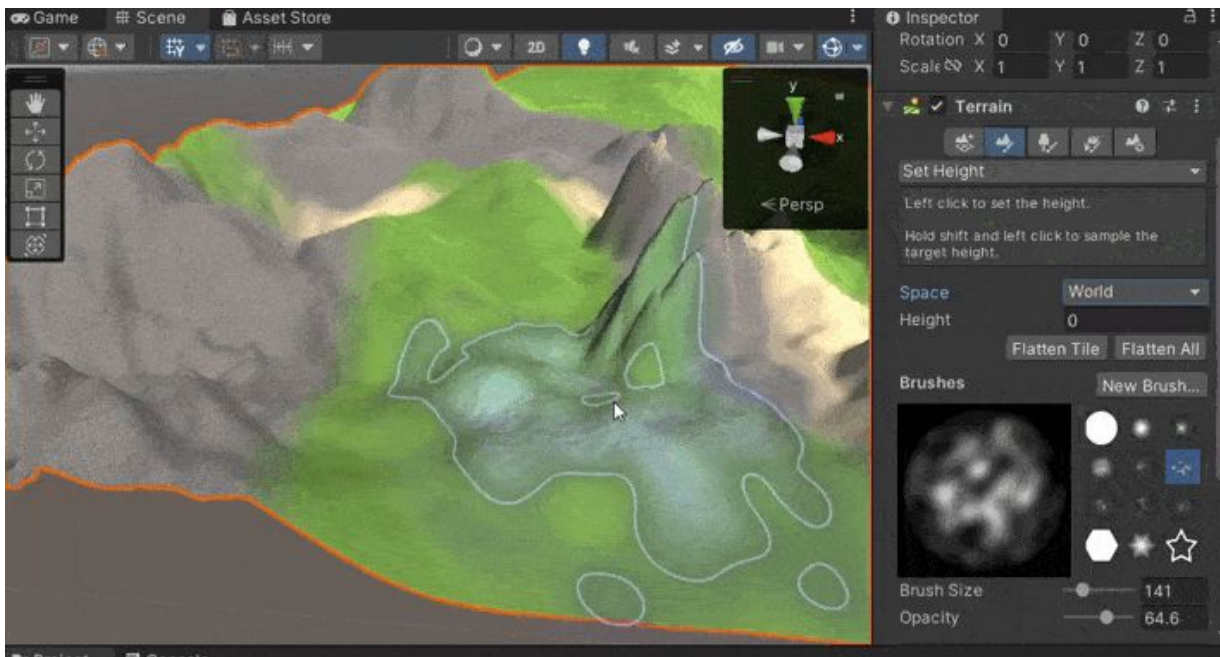 Game Scene Asset Store
Inspector
Rotation X 0 Y 0 Z 0
Scale X 1 Y 1 Z 1
2D
Terrain
y
x
Persp
Set Height
Left click to set the height.
Hold shift and left click to sample the
target height.
Space World
Height 0
Flatten Tile Flatten All
Brushes New Brush...
Brush Size 141
Opacity 64.6
Project Console